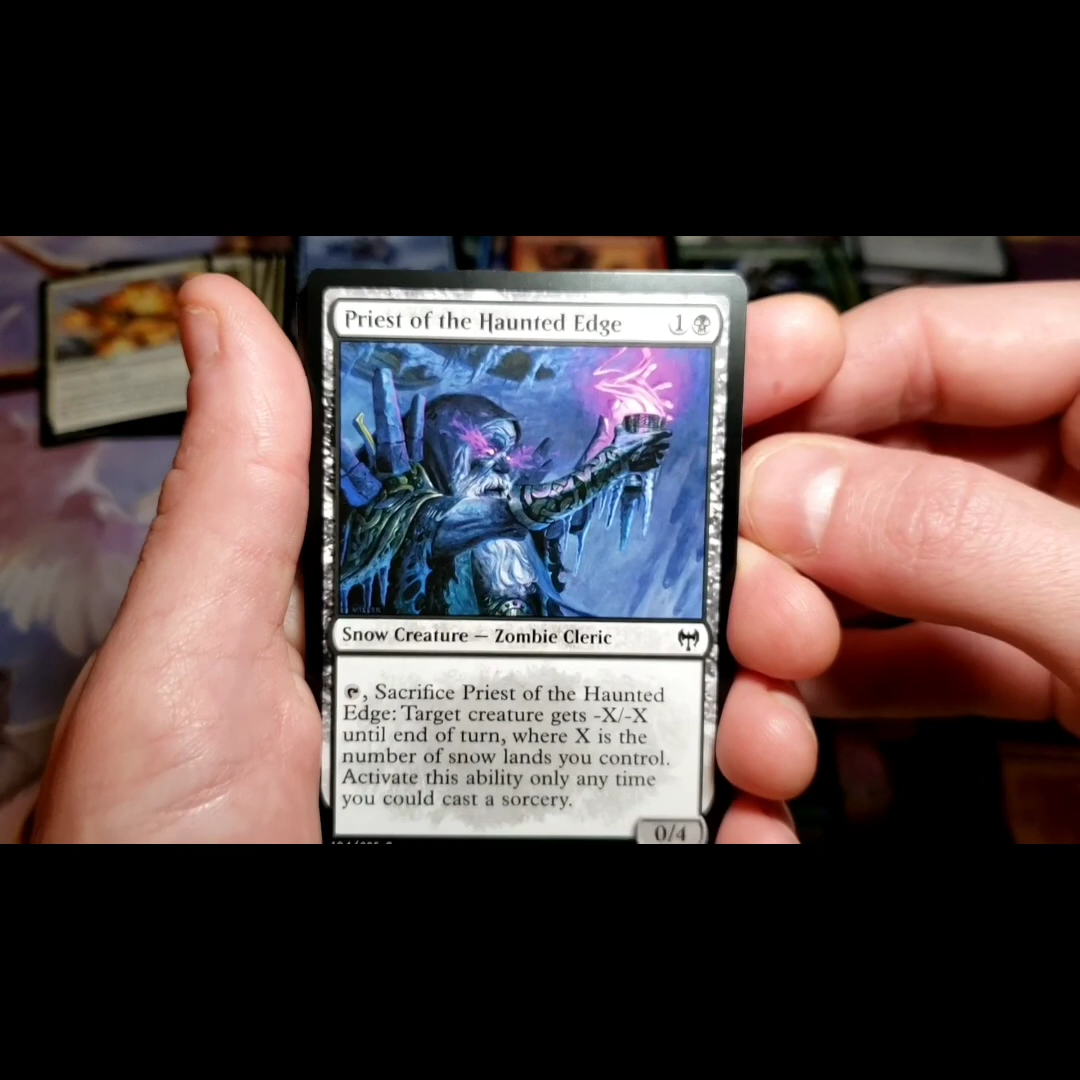 Priest of the Haunted Edge 1
Snow Creature — Zombie Cleric
, Sacrifice Priest of the Haunted
Edge: Target creature gets -X/-X
until end of turn, where X is the
number of snow lands you control.
Activate this ability only any time
you could cast a sorcery.
0/4